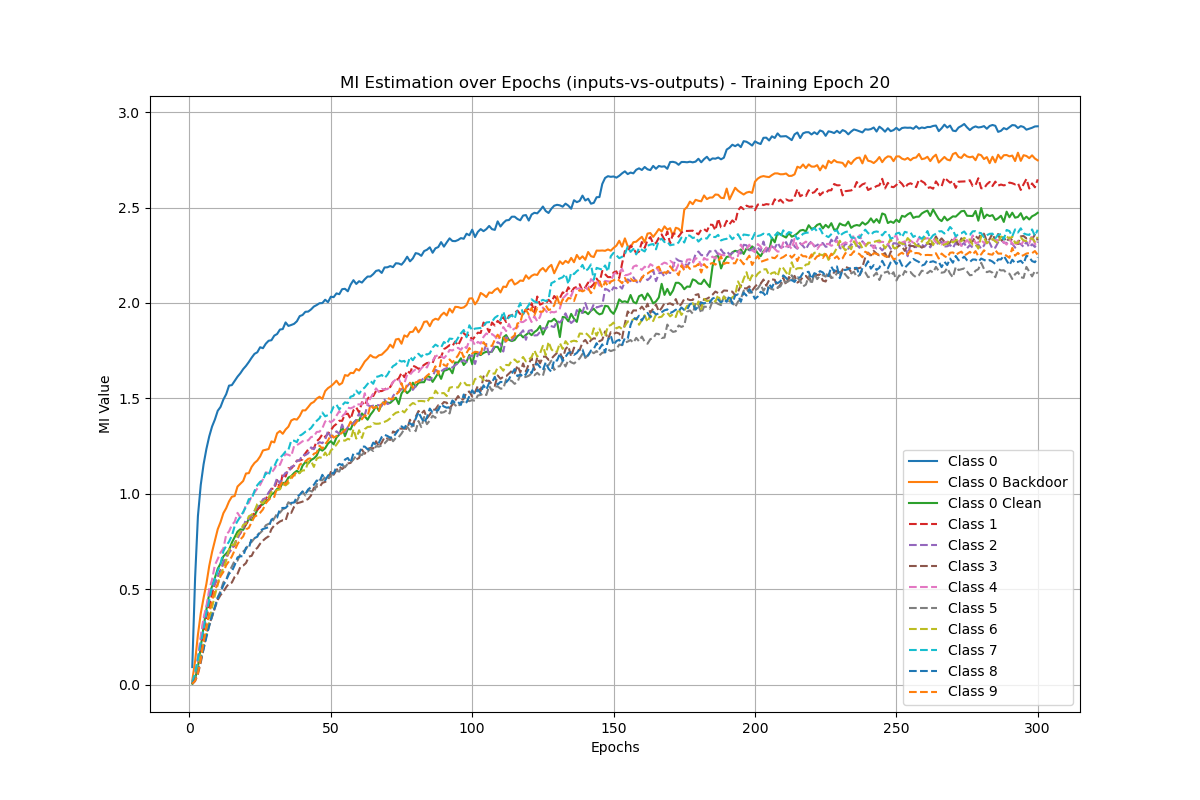 MI Estimation over Epochs (inputs-vs-outputs) - Training Epoch 20
MI Value
3.0
2.5
2.0
1.5
1.0
0.5
0.0
0
50
100
150
200
250
300
Epochs
Class 0
Class 0 Backdoor
Class 0 Clean
Class 1
Class 2
Class 3
Class 4
Class 5
Class 6
Class 7
Class 8
Class 9